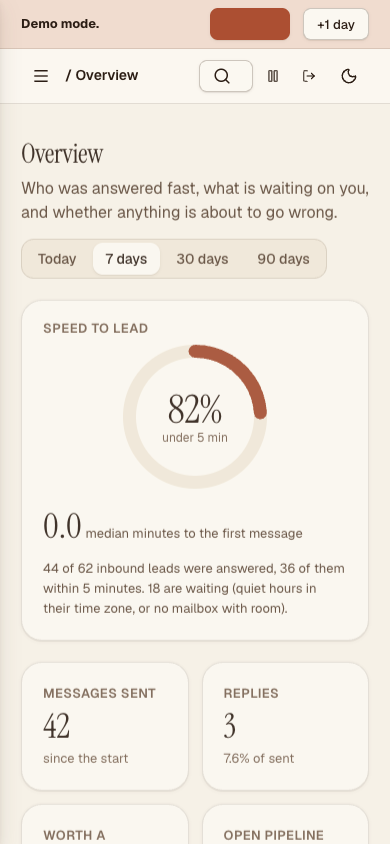 Demo mode.
+1 day
/ Overview
Overview
Who was answered fast, what is waiting on you,
and whether anything is about to go wrong.
Today 7 days 30 days 90 days
SPEED TO LEAD
82%
under 5 min
0.0 median minutes to the first message
44 of 62 inbound leads were answered, 36 of them
within 5 minutes. 18 are waiting (quiet hours in
their time zone, or no mailbox with room).
MESSAGES SENT
42
since the start
REPLIES
3
7.6% of sent
WORTH A
OPEN PIPELINE